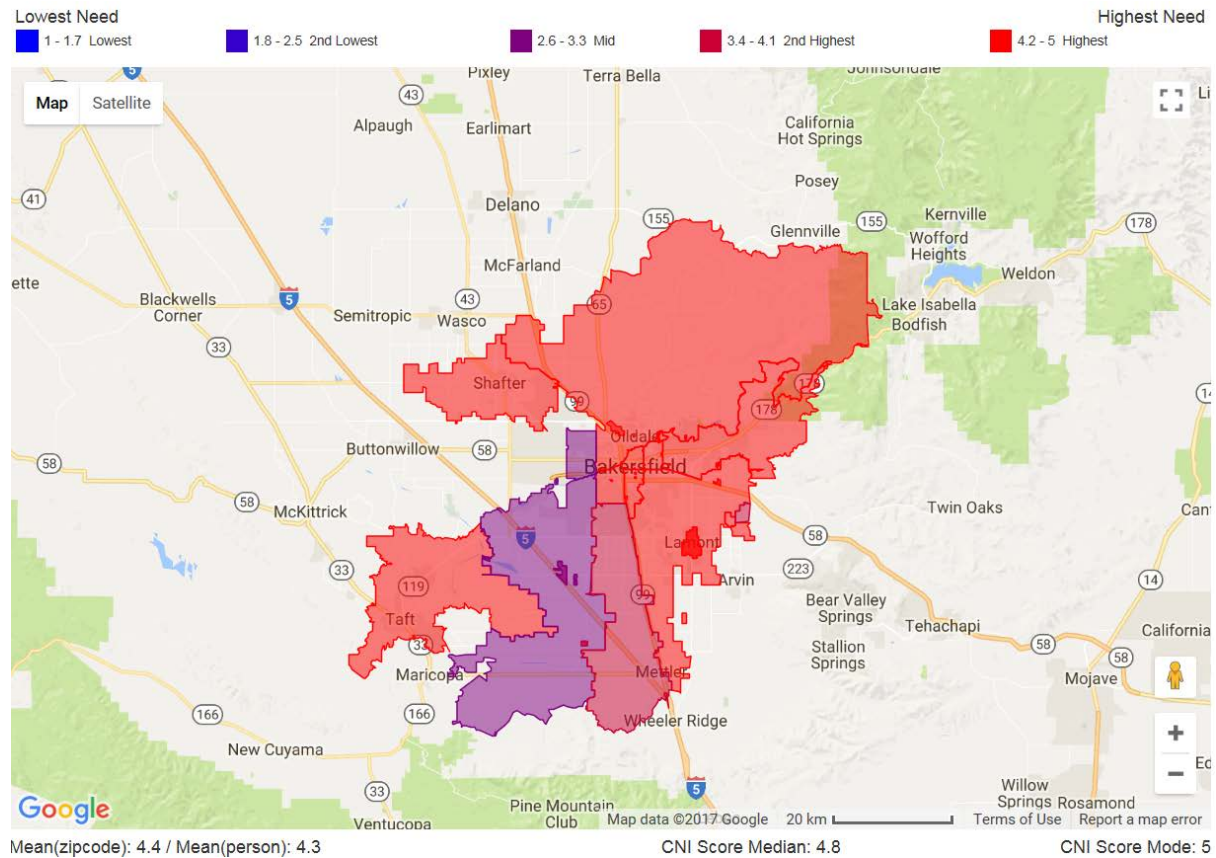 Lowest Need
Highest Need
1 - 1.7 Lowest
1.8 - 2.5 2nd Lowest
2.6 - 3.3 Mid
3.4 - 4.1 2nd Highest
4.2 - 5 Highest
Map
Satellite
5
Pixley
Terra Bella
Johnsondale
43
Alpaugh
Earlimart
California
Hot Springs
Posey
41
Delano
155
Glennville
155
Kernville
178
Wofford
Heights
Weldon
McFarland
5
43
65
Blackwells
Corner
Semitropic
Wasco
Lake Isabella
Bodfish
33
Shafter
99
178
178
14
Oildale
Buttonwillow
58
Bakersfield
58
58
McKittrick
Twin Oaks
5
Lamont
58
33
119
99
Arvin
223
14
Taft
Bear Valley
Springs
Tehachapi
Stallion
Springs
58
California
33
58
Maricopa
Mettler
Mojave
166
166
Wheeler Ridge
New Cuyama
5
33
Willow
Springs
Rosamond
Pine Mountain
Club
Ventucopa
Google
Map data ©2017 Google
20 km
Terms of Use
Report a map error
Mean(zipcode): 4.4 / Mean(person): 4.3
CNI Score Median: 4.8
CNI Score Mode: 5